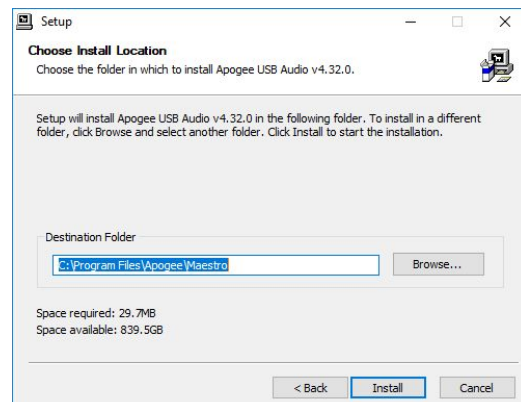 Setup
Choose Install Location
Choose the folder in which to install Apogee USB Audio v4.32.0.
Setup will install Apogee USB Audio v4.32.0 in the following folder. To install in a different
folder, click Browse and select another folder. Click Install to start the installation.
Destination Folder
C:\Program Files\Apogee\Maestro
Browse...
Space required: 29.7MB
Space available: 839.5GB
< Back
Install
Cancel